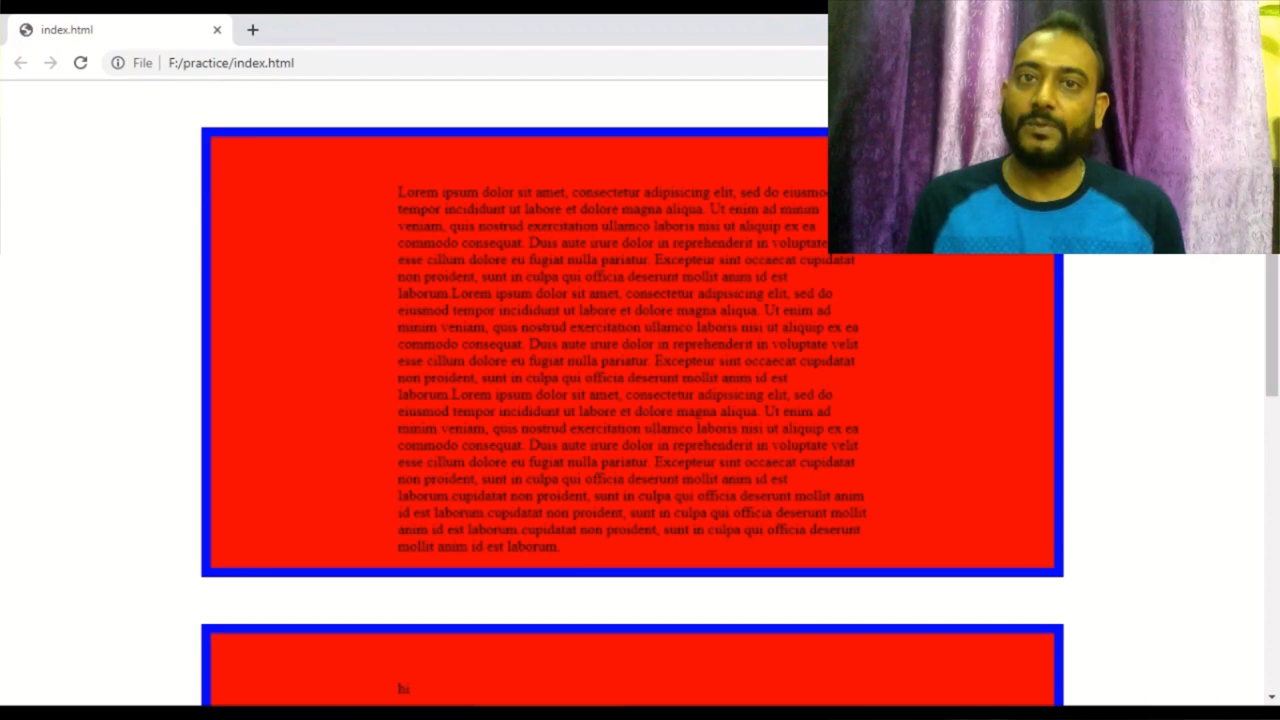 index.html
File
F:/practice/index.html
Lorem ipsum dolor sit amet, consectetur adipisicing elit, sed do
tempor incididunt ut labore et dolore magna aliqua. Ut enim ad minim
veniam, quis nostrud exercitation ullamco laboris nisi ut aliquip ex ea
commodo consequat. Duis aute irure dolor in reprehenderit in voluptate
esse cillum dolore eu fugiat nulla pariatur. Excepteur sint occaecat cupidatat
non proident, sunt in culpa qui officia deserunt mollit anim id est
laborum.Lorem ipsum dolor sit amet, consectetur adipisicing elit, sed do
eiusmod tempor incididunt ut labore et dolore magna aliqua. Ut enim ad
minim veniam, quis nostrud exercitation ullamco laboris nisi ut aliquip ex ea
commodo consequat. Duis aute irure dolor in reprehenderit in voluptate velit
esse cillum dolore eu fugiat nulla pariatur. Excepteur sint occaecat cupidatat
non proident, sunt in culpa qui officia deserunt mollit anim id est
laborum.Lorem ipsum dolor sit amet, consectetur adipisicing elit, sed do
eiusmod tempor incididunt ut labore et dolore magna aliqua. Ut enim ad
minim veniam, quis nostrud exercitation ullamco laboris nisi ut aliquip ex ea
commodo consequat. Duis aute irure dolor in reprehenderit in voluptate velit
esse cillum dolore eu fugiat nulla pariatur. Excepteur sint occaecat cupidatat
non proident, sunt in culpa qui officia deserunt mollit anim id est
laborum.cupidatat non proident, sunt in culpa qui officia deserunt mollit anim
id est laborum.cupidatat non proident, sunt in culpa qui officia deserunt mollit
anim id est laborum.cupidatat non proident, sunt in culpa qui officia deserunt
mollit anim id est laborum.
hi